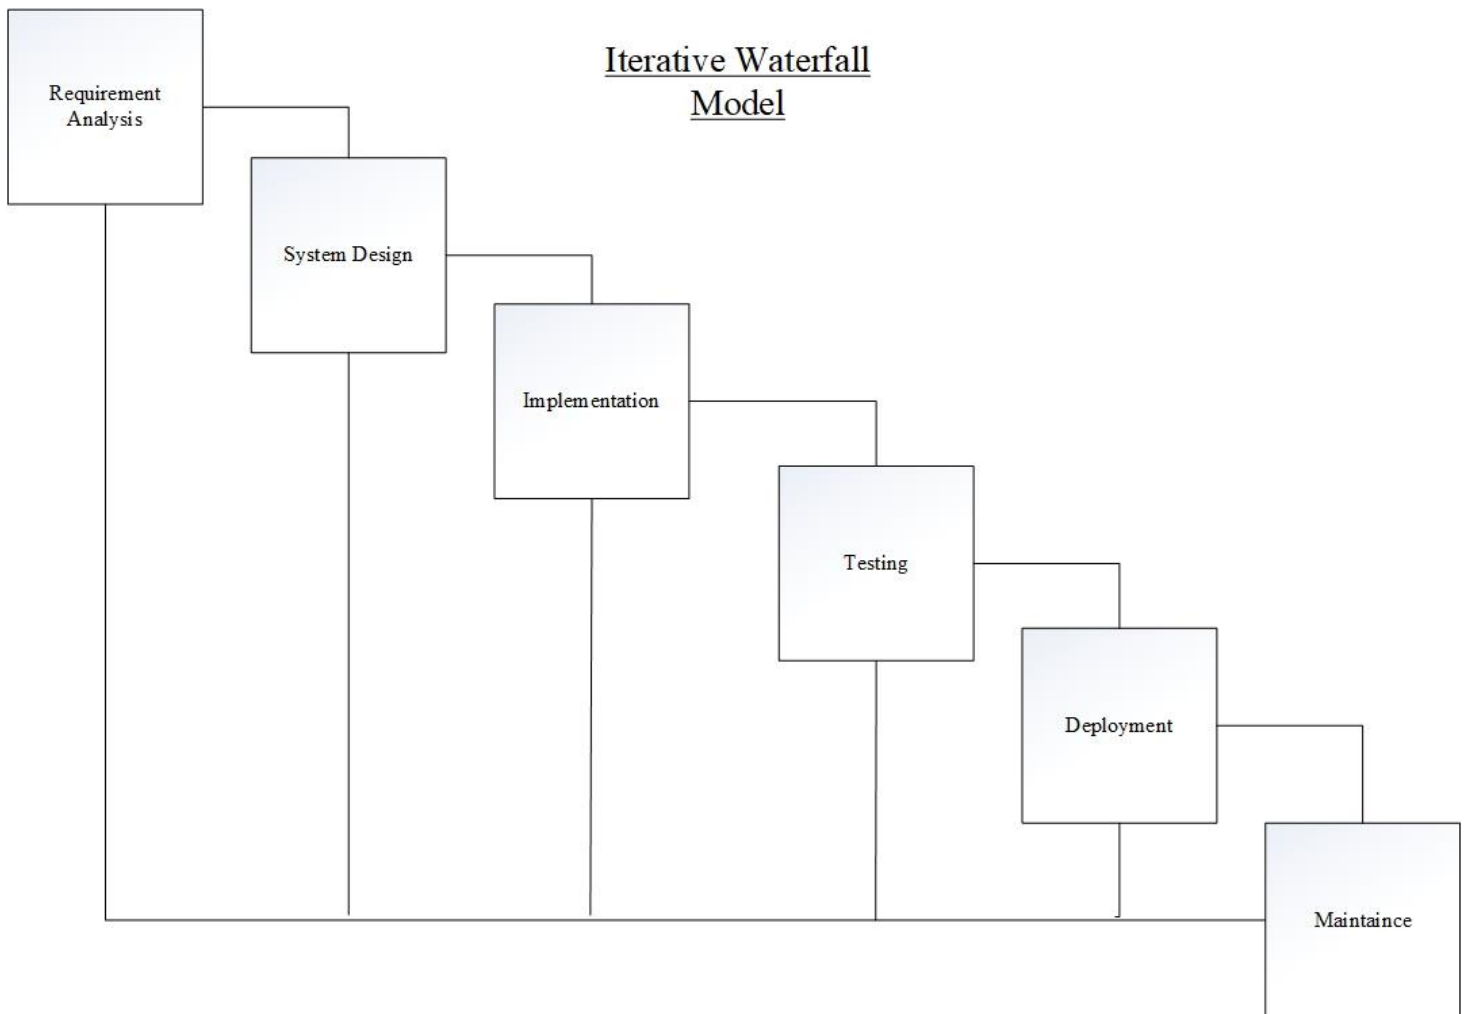 Iterative Waterfall
Model
Requirement
Analysis
System Design
Implementation
Testing
Deployment
Maintaince